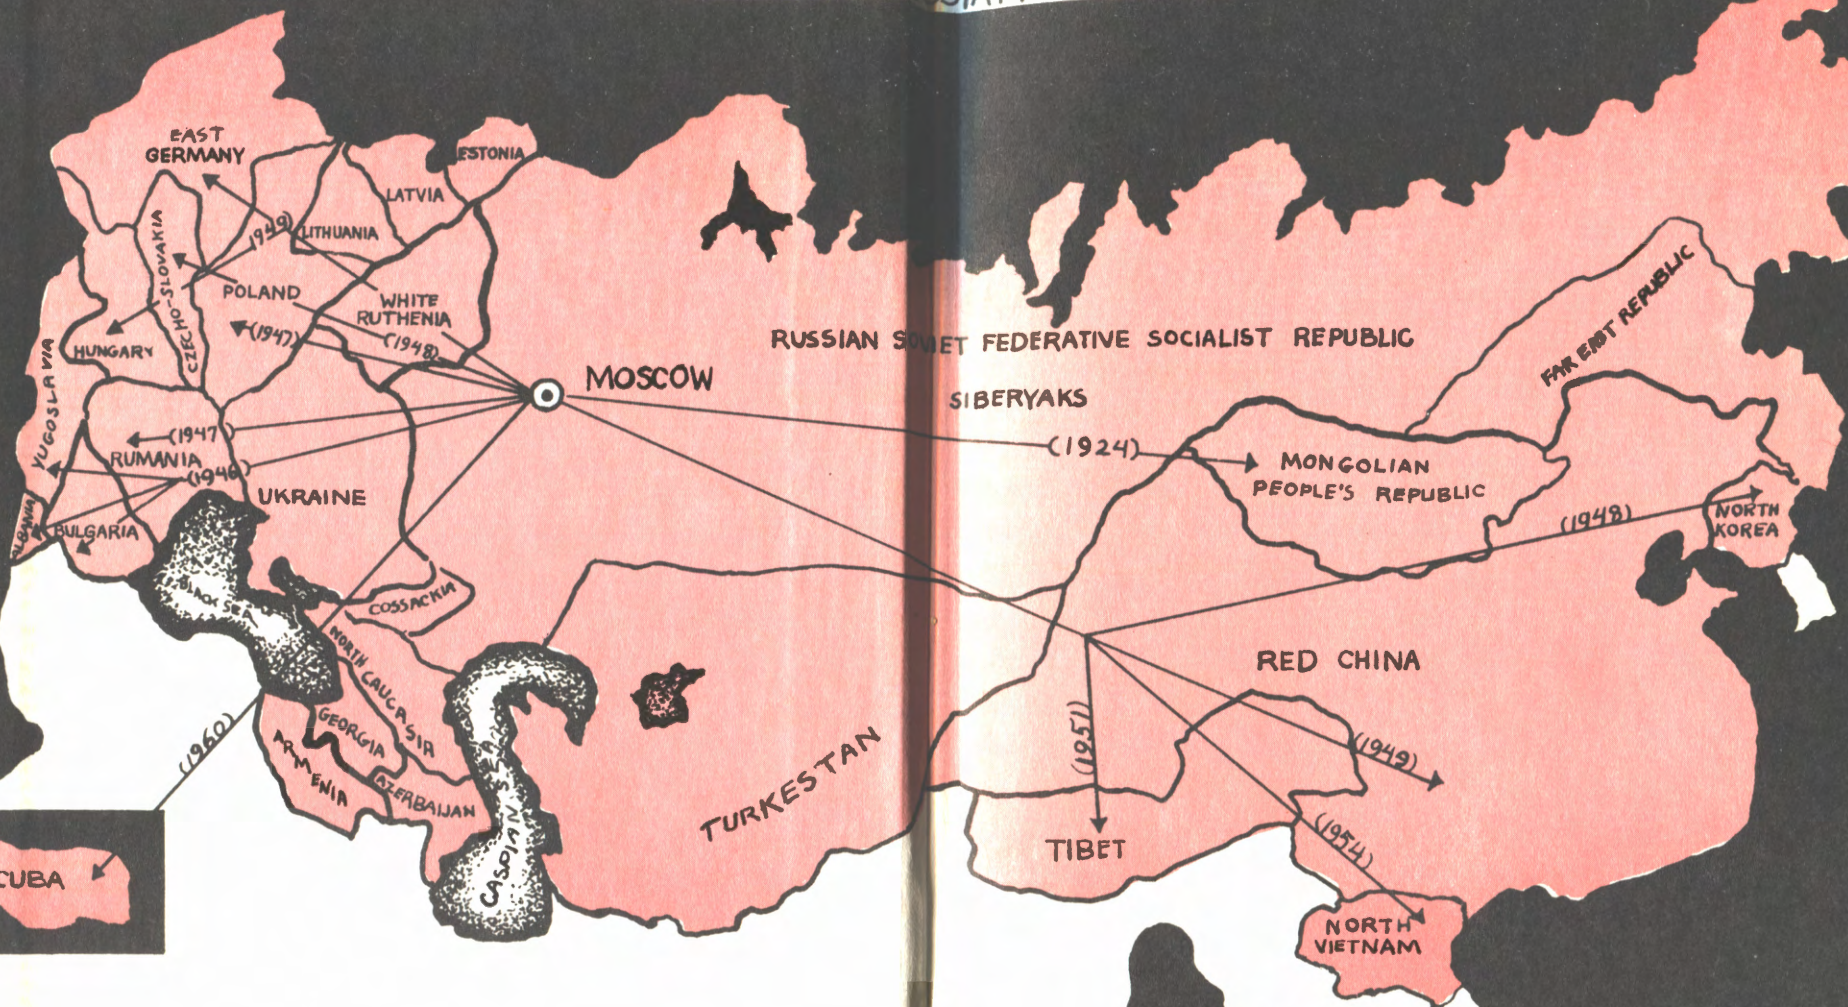 EAST
GERMANY
ESTONIA
LATVIA
LITHUANIA
(1949)
CZECHO-SLOVAKIA
POLAND
WHITE
RUTHENIA
(1947)
(1948)
HUNGARY
YUGOSLAVIA
MOSCOW
RUSSIAN SOVIET FEDERATIVE SOCIALIST REPUBLIC
SIBERYAKS
FAR EAST REPUBLIC
(1924)
MONGOLIAN
PEOPLE'S REPUBLIC
(1947)
RUMANIA
(1946)
UKRAINE
ALBANIA
BULGARIA
(1948)
NORTH
KOREA
BLACK SEA
COSSACKIA
NORTH CAUCASIA
GEORGIA
ARMENIA
AZERBAIJAN
CASPIAN SEA
TURKESTAN
RED CHINA
(1951)
(1949)
TIBET
(1954)
NORTH
VIETNAM
(1960)
CUBA